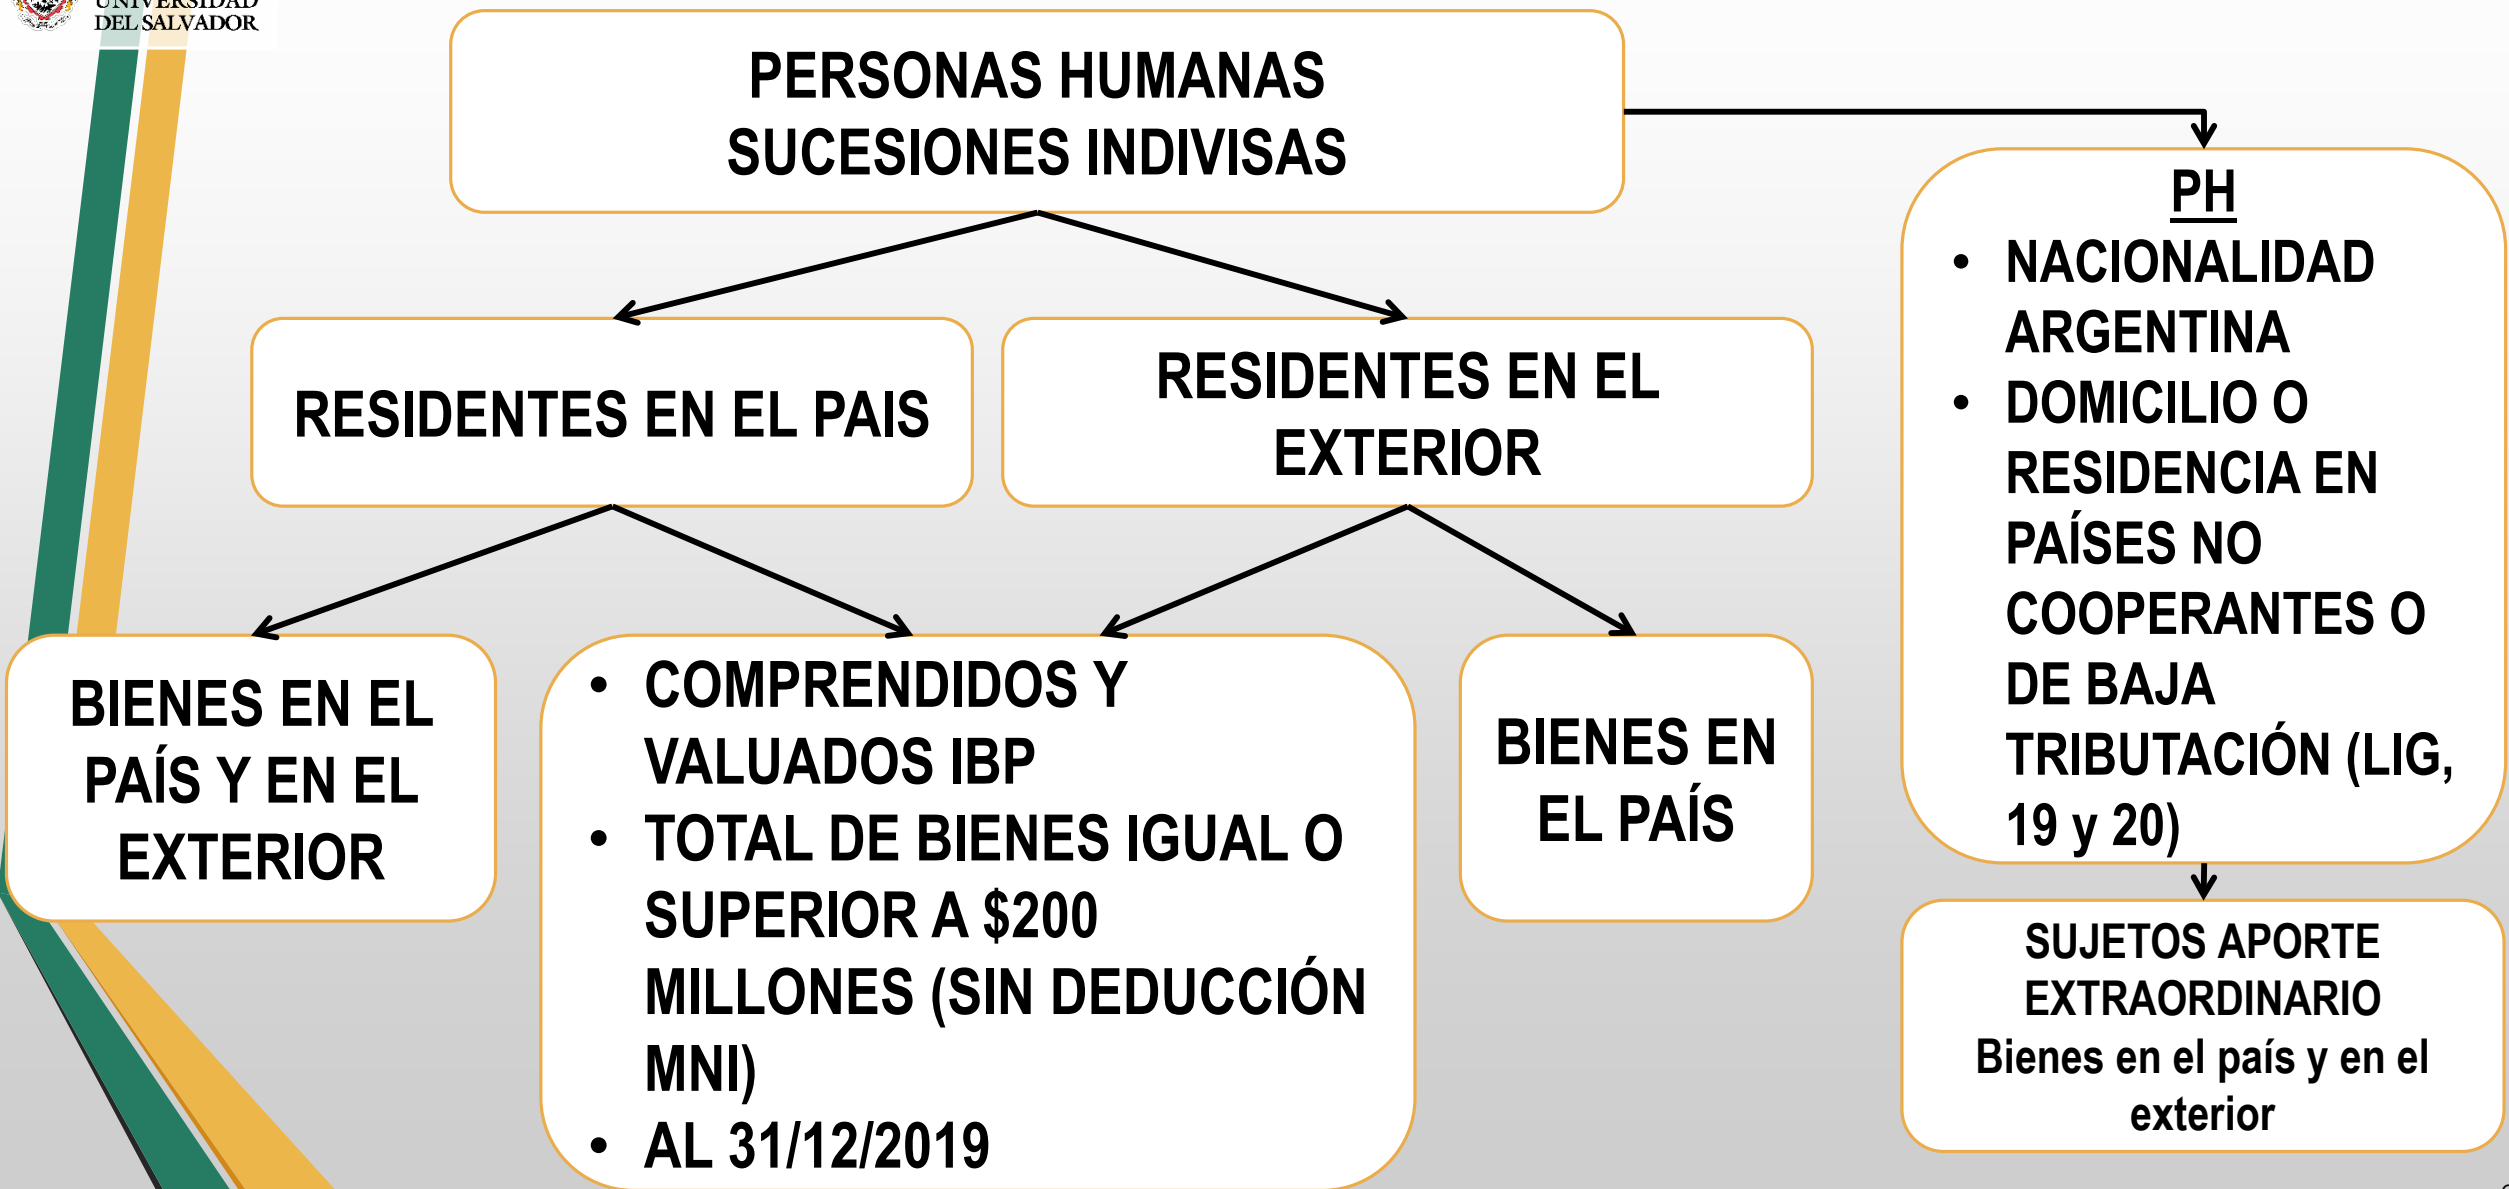 UNIVERSIDAD
DEL SALVADOR
PERSONAS HUMANAS
SUCESIONES INDIVISAS
RESIDENTES EN EL PAIS
RESIDENTES EN EL
EXTERIOR
BIENES EN EL
PAÍS Y EN EL
EXTERIOR
• COMPRENDIDOS Y
VALUADOS IBP
• TOTAL DE BIENES IGUAL O
SUPERIOR A $200
MILLONES (SIN DEDUCCIÓN
MNI)
• AL 31/12/2019
BIENES EN
EL PAÍS
PH
• NACIONALIDAD
ARGENTINA
• DOMICILIO O
RESIDENCIA EN
PAÍSES NO
COOPERANTES O
DE BAJA
TRIBUTACIÓN (LIG,
19 y 20)
SUJETOS APORTE
EXTRAORDINARIO
Bienes en el país y en el
exterior